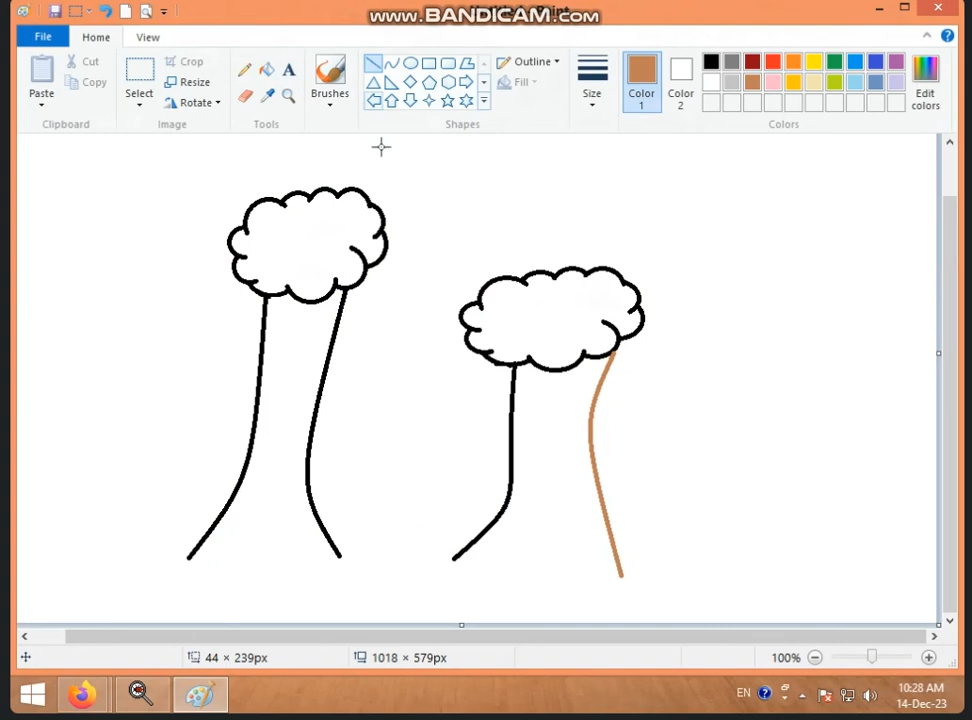 www.BANDICAM.com
File
Home
View
Paste
Cut
Copy
Clipboard
Select
Crop
Resize
Rotate
Image
Tools
Brushes
Outline
Fill
Shapes
Size
Color
1
Color
2
Edit
colors
Colors
44 × 239px
1018 × 579px
100%
EN
10:28 AM
14-Dec-23